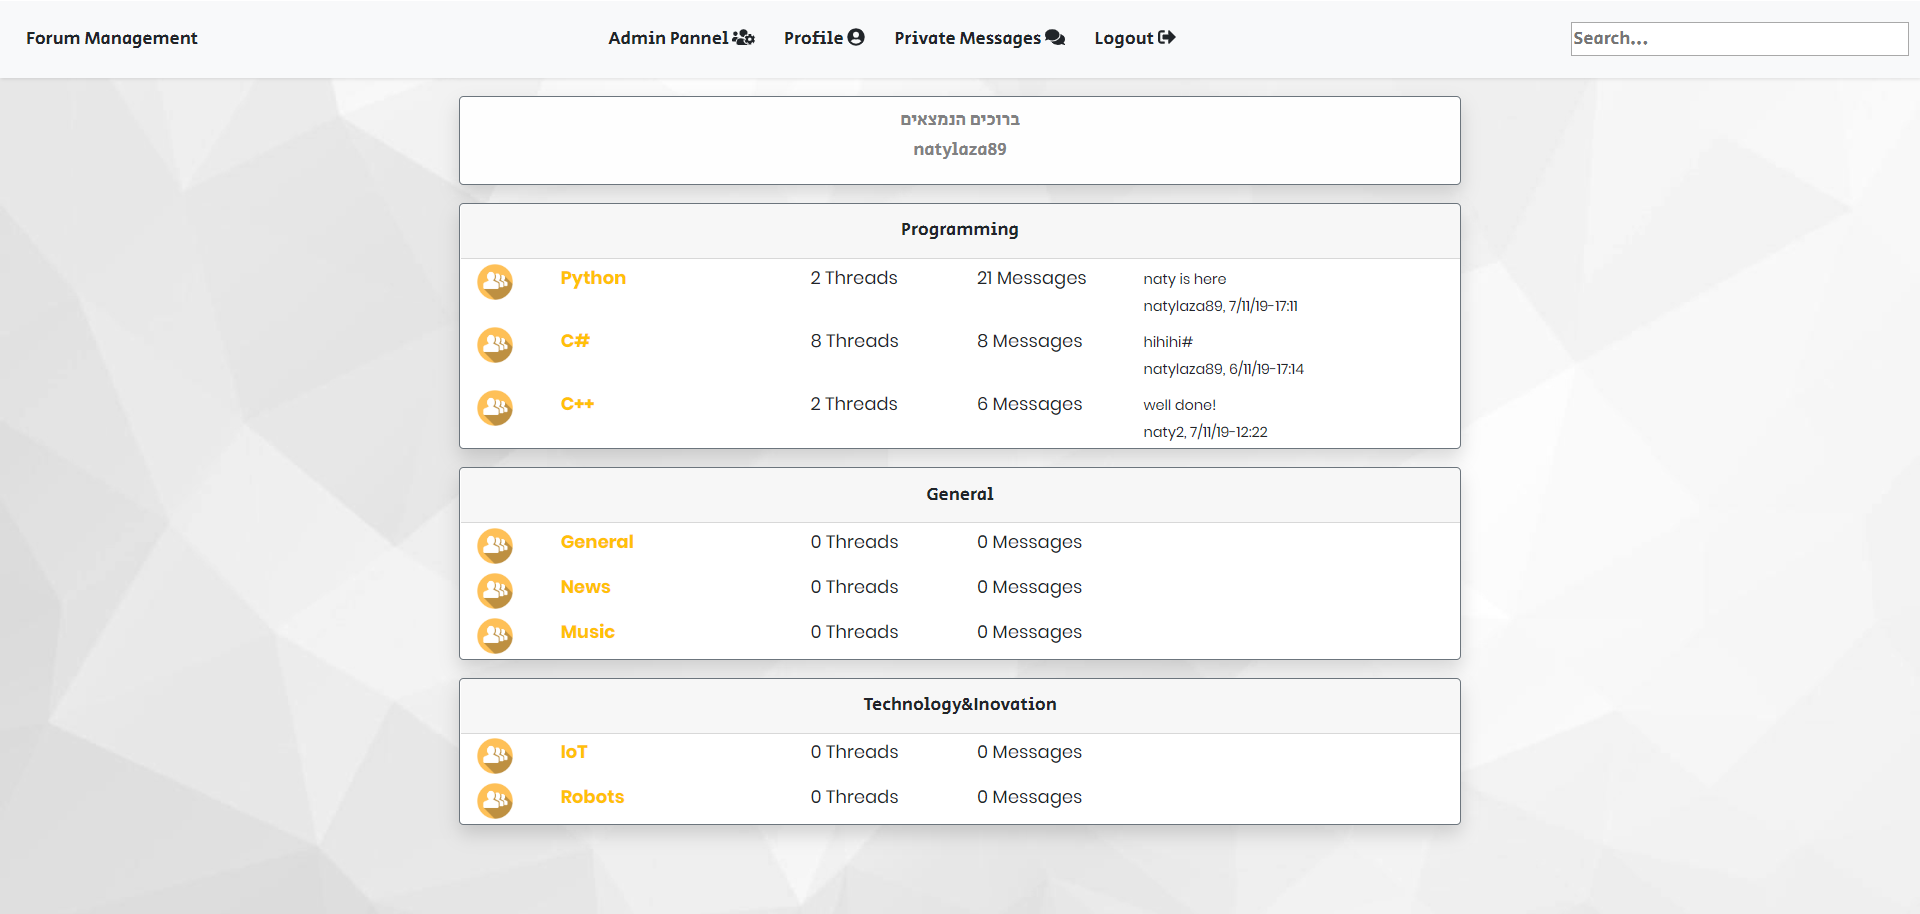 Forum Management
Admin Pannel
Profile
Private Messages
Logout
Search...
ברוכים הנמצאים
natylaza89
Programming
Python 2 Threads 21 Messages naty is here
natylaza89, 7/11/19-17:11
C# 8 Threads 8 Messages hihihi#
natylaza89, 6/11/19-17:14
C++ 2 Threads 6 Messages well done!
naty2, 7/11/19-12:22
General
General 0 Threads 0 Messages
News 0 Threads 0 Messages
Music 0 Threads 0 Messages
Technology&Inovation
IoT 0 Threads 0 Messages
Robots 0 Threads 0 Messages